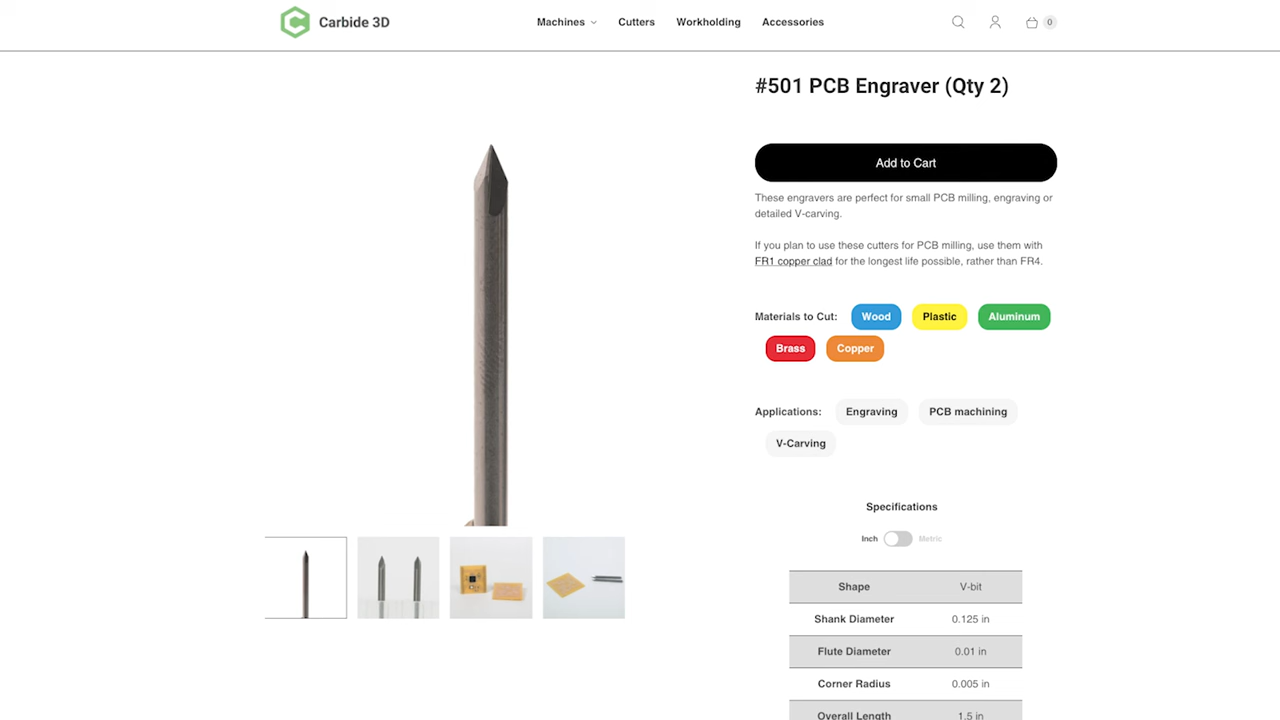 Carbide 3D
Machines Cutters Workholding Accessories
0
#501 PCB Engraver (Qty 2)
Add to Cart
These engravers are perfect for small PCB milling, engraving or
detailed V-carving.
If you plan to use these cutters for PCB milling, use them with
FR1 copper clad for the longest life possible, rather than FR4.
Materials to Cut: Wood Plastic Aluminum
Brass Copper
Applications: Engraving PCB machining
V-Carving
Specifications
Inch Metric
Shape V-bit
Shank Diameter 0.125 in
Flute Diameter 0.01 in
Corner Radius 0.005 in
Overall Length 1.5 in